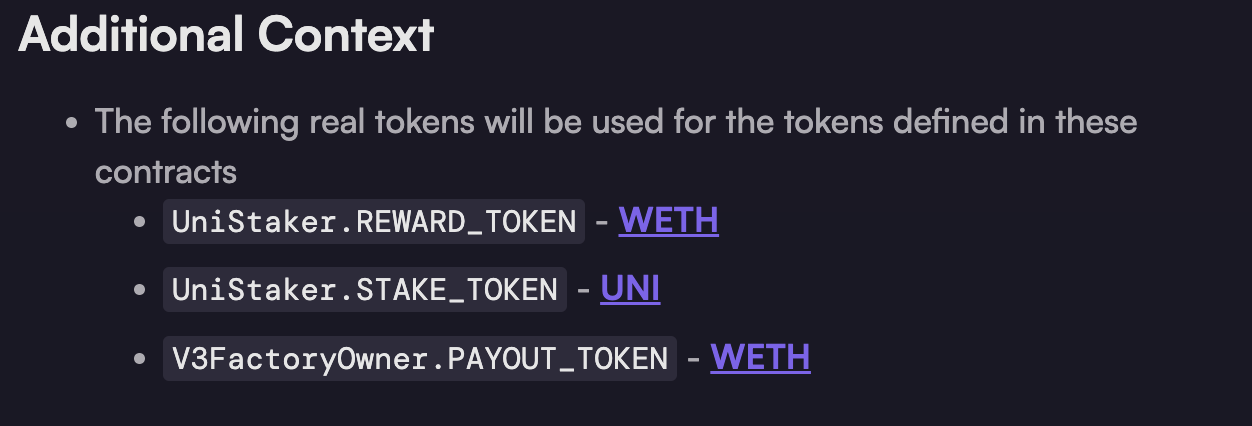 Additional Context
• The following real tokens will be used for the tokens defined in these
contracts
• UniStaker.REWARD_TOKEN - WETH
• UniStaker.STAKE_TOKEN - UNI
• V3FactoryOwner.PAYOUT_TOKEN - WETH